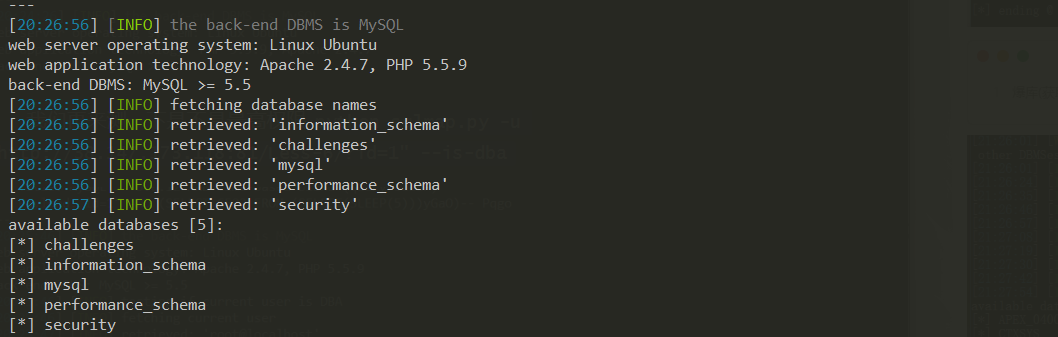 ---
[20:26:56] [INFO] the back-end DBMS is MySQL
web server operating system: Linux Ubuntu
web application technology: Apache 2.4.7, PHP 5.5.9
back-end DBMS: MySQL >= 5.5
[20:26:56] [INFO] fetching database names
[20:26:56] [INFO] retrieved: 'information_schema'
[20:26:56] [INFO] retrieved: 'challenges'
[20:26:56] [INFO] retrieved: 'mysql'
[20:26:56] [INFO] retrieved: 'performance_schema'
[20:26:57] [INFO] retrieved: 'security'
available databases [5]:
[*] challenges
[*] information_schema
[*] mysql
[*] performance_schema
[*] security